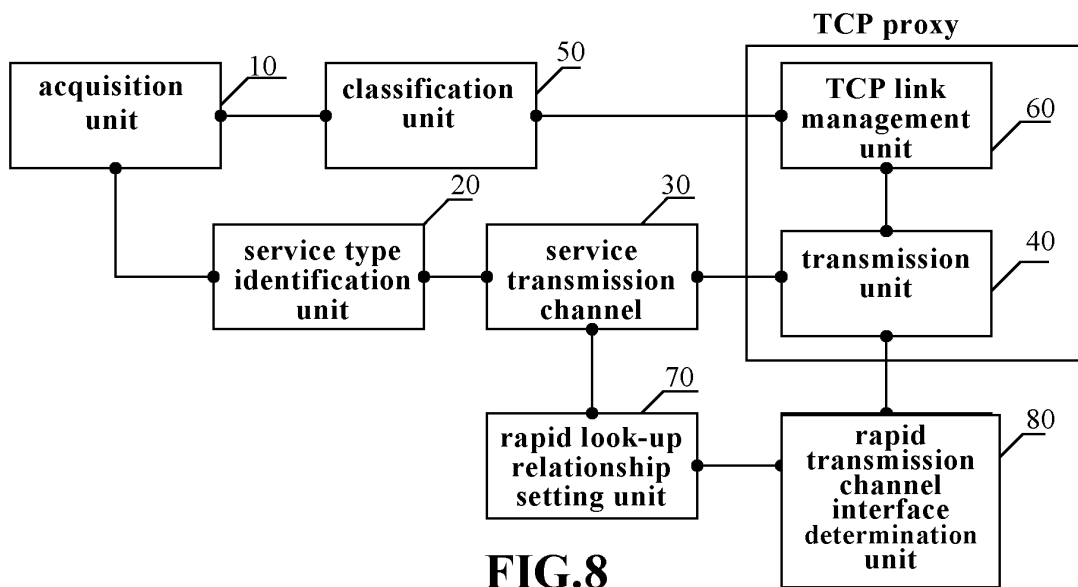 TCP proxy
10
acquisition
unit
50
classification
unit
60
TCP link
management
unit
20
service type
identification
unit
30
service
transmission
channel
40
transmission
unit
70
rapid look-up
relationship
setting unit
80
rapid
transmission
channel
interface
determination
unit
FIG.8